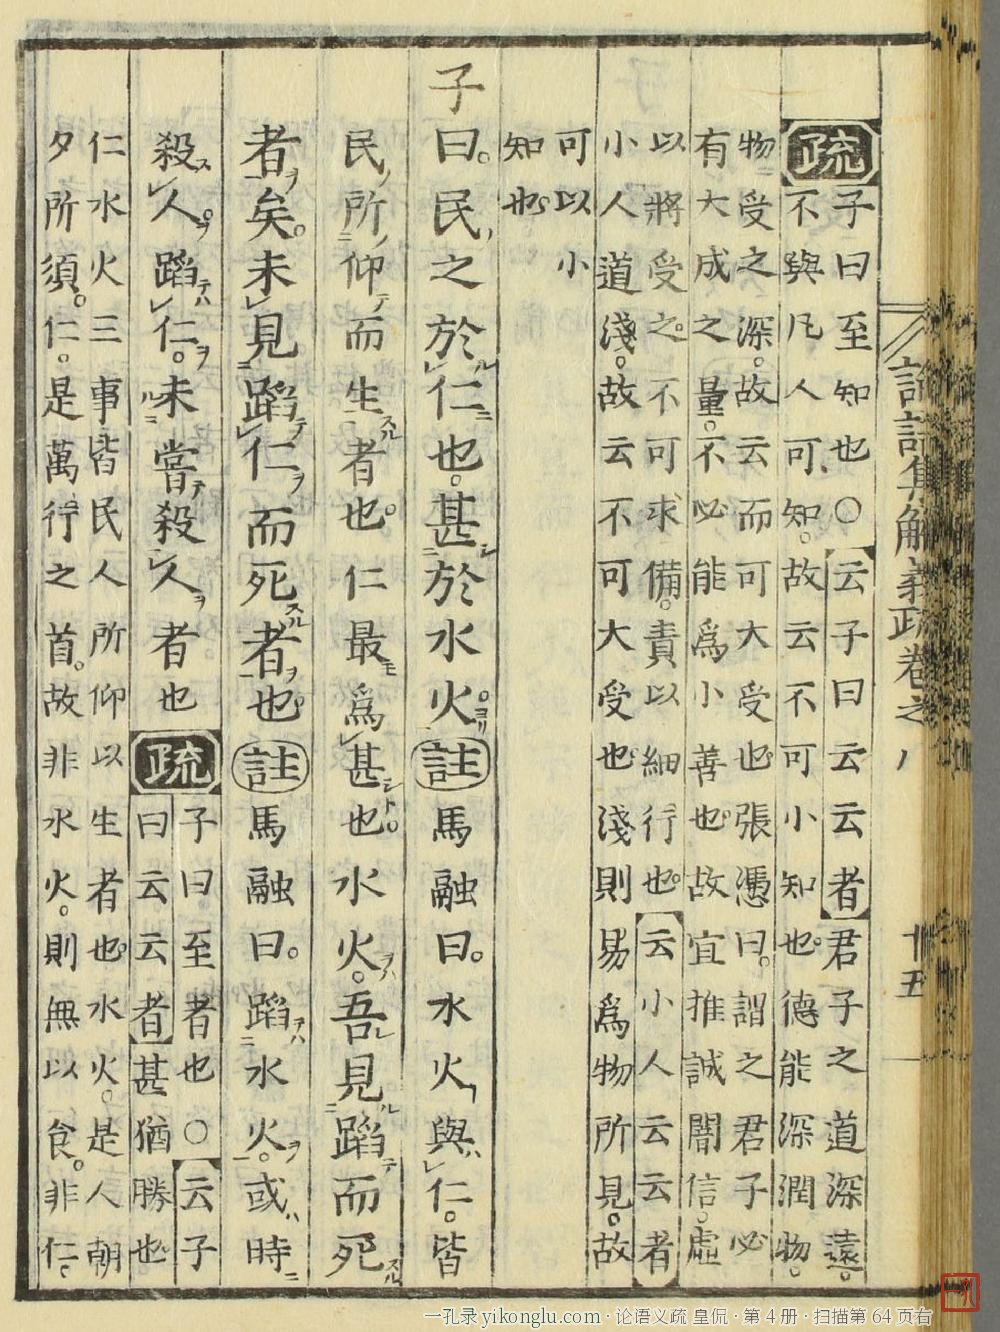 疏子曰至知也○云子曰云云者君子之道深遠。
不與凡人可知。故云不可小知也。德能深潤物。
物受之深。故云而可大受也張憑曰。謂之君子必
有大成之量。不必能爲小善也故宜推誠闇信。虛
以將受之。不可求備。責以細行也。云小人云云者
小人道淺。故云不可大受也淺則易爲物所見。故
可以小
知也
子曰。民之於仁也。甚於水火。註馬融曰。水火與仁。皆
民所仰而生者也。仁最爲甚也水火。吾見蹈而死
者矣。未見蹈仁而死者也註馬融曰。蹈水火。或時
殺人。蹈仁。未嘗殺人者也疏子曰至者也○云子
曰云云者甚猶勝也
仁水火三事皆民人所仰以生者也水火。是人朝
夕所須。仁。是萬行之首。故非水火。則無以食。非仁。
論語集解義疏卷之八
十五
一孔录 yikonglu.com · 论语义疏 皇侃 · 第 4 册 · 扫描第 64 页右